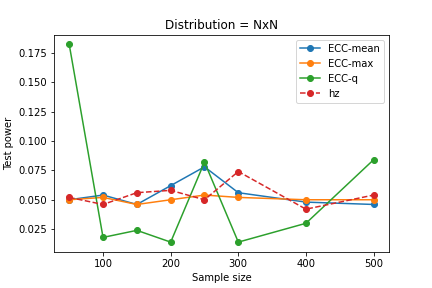 Distribution = NxN
ECC-mean
ECC-max
ECC-q
hz
Test power
0.175
0.150
0.125
0.100
0.075
0.050
0.025
100 200 300 400 500
Sample size